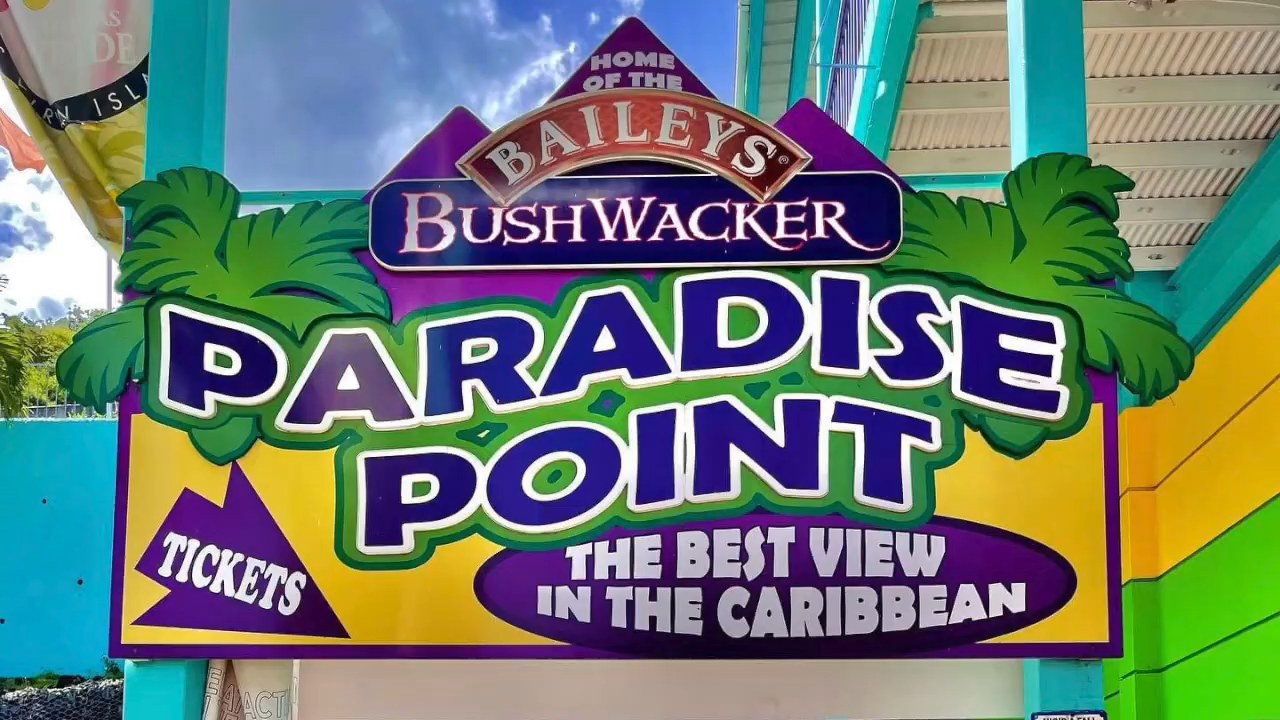 HOME
OF THE
BAILEYS®
BUSHWACKER
PARADISE
POINT
TICKETS
THE BEST VIEW
IN THE CARIBBEAN